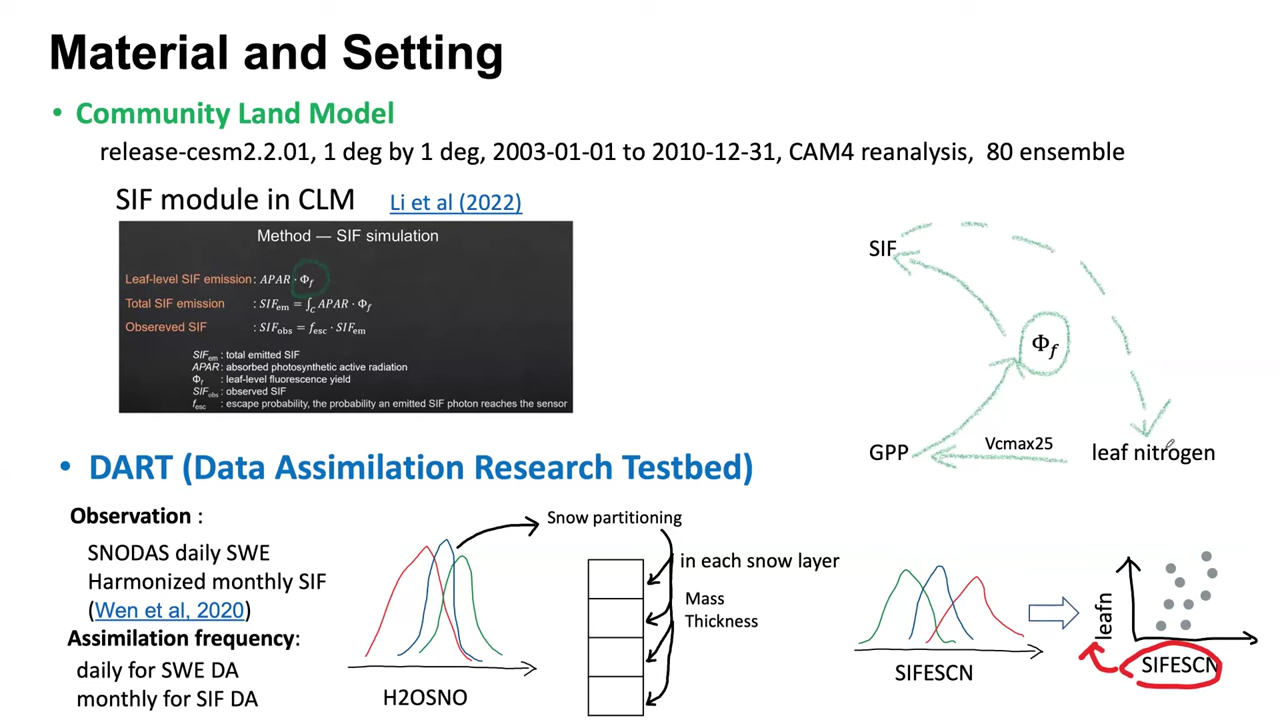 Material and Setting
• Community Land Model
release-cesm2.2.01, 1 deg by 1 deg, 2003-01-01 to 2010-12-31, CAM4 reanalysis, 80 ensemble
SIF module in CLM Li et al (2022)
Method — SIF simulation
Leaf-level SIF emission : APAR · Φf
Total SIF emission : SIFem = ∫c APAR · Φf
Obsereved SIF : SIFobs = fesc · SIFem
SIFem : total emitted SIF
APAR : absorbed photosynthetic active radiation
Φf : leaf-level fluorescence yield
SIFobs : observed SIF
fesc : escape probability, the probability an emitted SIF photon reaches the sensor
SIF
Φf
GPP
Vcmax25
leaf nitrogen
• DART (Data Assimilation Research Testbed)
Observation :
SNODAS daily SWE
Harmonized monthly SIF
(Wen et al, 2020)
Assimilation frequency:
daily for SWE DA
monthly for SIF DA
H2OSNO
Snow partitioning
in each snow layer
Mass
Thickness
SIFESCN
leafn
SIFESCN